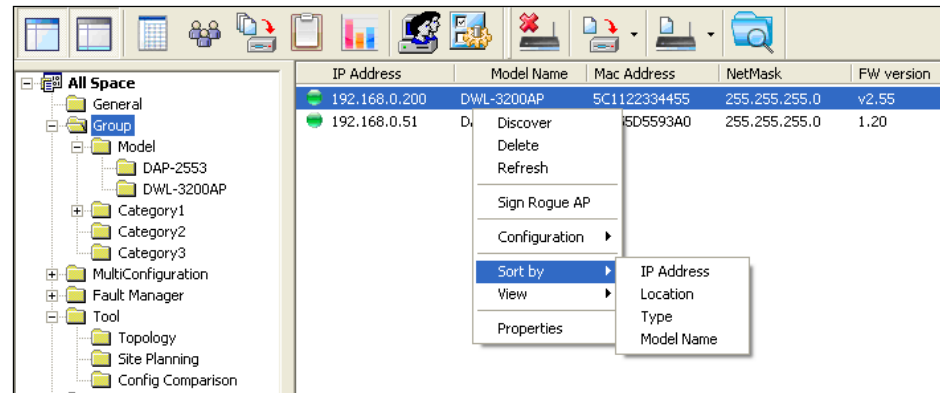 All Space
General
Group
Model
DAP-2553
DWL-3200AP
Category1
Category2
Category3
MultiConfiguration
Fault Manager
Tool
Topology
Site Planning
Config Comparison
IP Address Model Name Mac Address NetMask FW version
192.168.0.200 DWL-3200AP 5C1122334455 255.255.255.0 v2.55
192.168.0.51 5D5593A0 255.255.255.0 1.20
Discover
Delete
Refresh
Sign Rogue AP
Configuration
Sort by
View
Properties
IP Address
Location
Type
Model Name